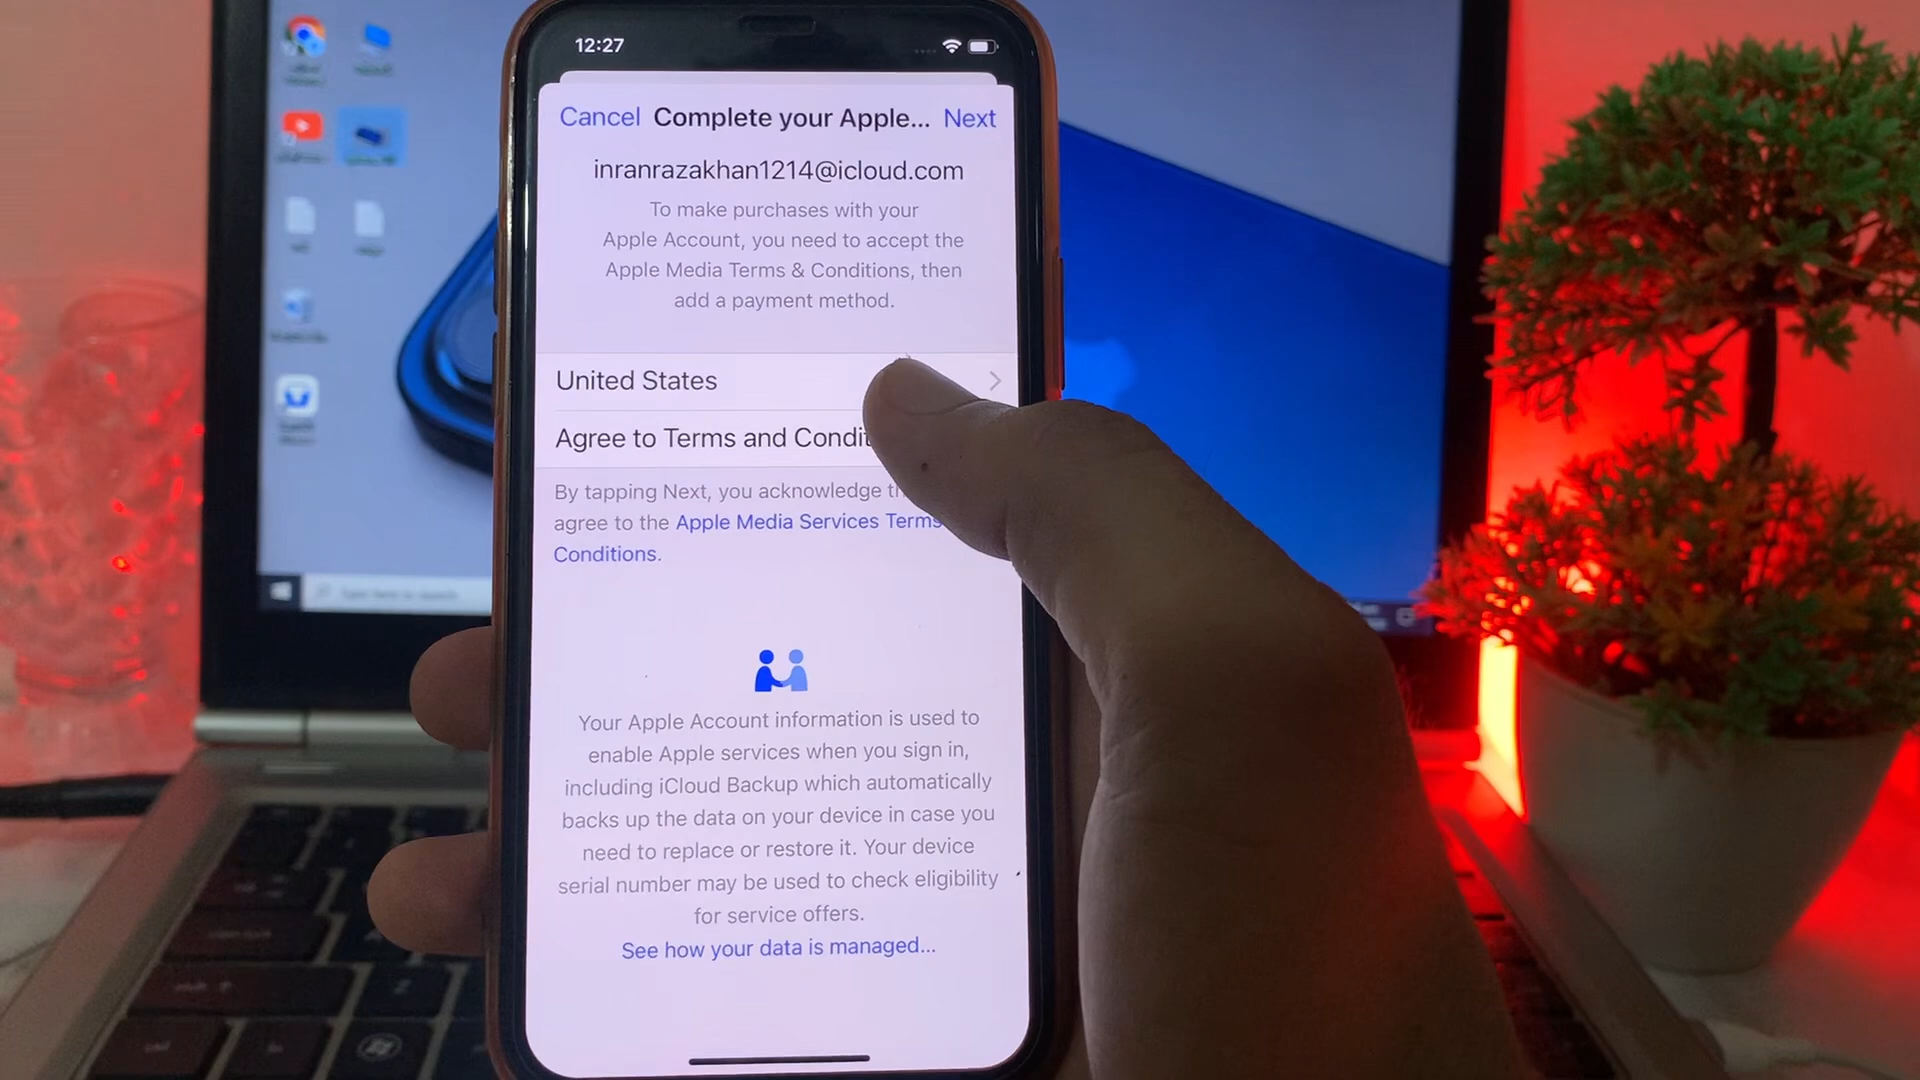 12:27
Cancel Complete your Apple... Next
inranrazakhan1214@icloud.com
To make purchases with your
Apple Account, you need to accept the
Apple Media Terms & Conditions, then
add a payment method.
United States
Agree to Terms and Condit
By tapping Next, you acknowledge th
agree to the Apple Media Services Terms
Conditions.
Your Apple Account information is used to
enable Apple services when you sign in,
including iCloud Backup which automatically
backs up the data on your device in case you
need to replace or restore it. Your device
serial number may be used to check eligibility
for service offers.
See how your data is managed...
Type here to search